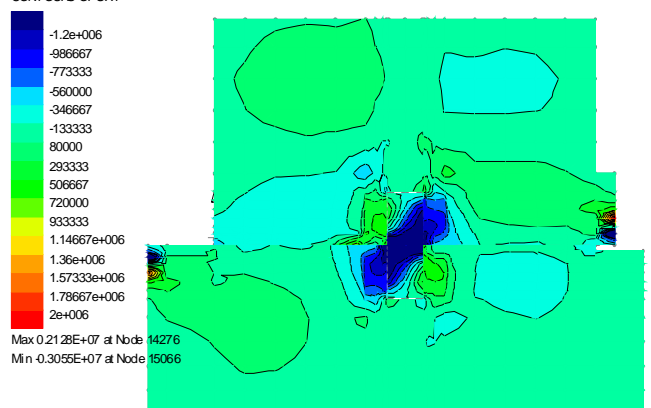 -1.2e+006
-986667
-773333
-560000
-346667
-133333
80000
293333
506667
720000
933333
1.14667e+006
1.36e+006
1.57333e+006
1.78667e+006
2e+006
Max 0.2128E+07 at Node 14276
Min -0.3055E+07 at Node 15066